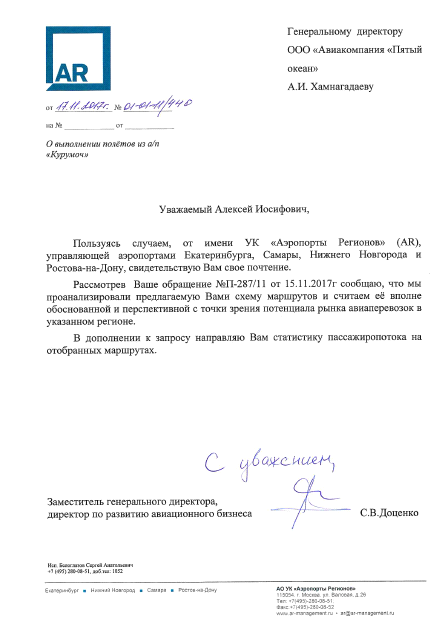 AR
Генеральному директору
ООО «Авиакомпания «Пятый
океан»
А.И. Хамнагадаеву
от 17.11.2017г. № 01-01-11/440
на № ____________ от ____________
О выполнении полётов из а/п
«Курумоч»
Уважаемый Алексей Иосифович,
Пользуясь случаем, от имени УК «Аэропорты Регионов» (AR),
управляющей аэропортами Екатеринбурга, Самары, Нижнего Новгорода и
Ростова-на-Дону, свидетельствую Вам свое почтение.
Рассмотрев Ваше обращение №П-287/11 от 15.11.2017г сообщаю, что мы
проанализировали предлагаемую Вами схему маршрутов и считаем её вполне
обоснованной и перспективной с точки зрения потенциала рынка авиаперевозок в
указанном регионе.
В дополнении к запросу направляю Вам статистику пассажиропотока на
отобранных маршрутах.
С уважением,
Заместитель генерального директора,
директор по развитию авиационного бизнеса
С.В.Доценко
Исп. Сергей Анатольевич
+7 (495) 280-08-51, доб.тел: 1052
Екатеринбург ■ Нижний Новгород ■ Самара ■ Ростов-на-Дону
АО УК «Аэропорты Регионов»
115054, г. Москва, ул. Валовая, д.26
Тел: +7(495)-280-08-51;
Факс:+7(495)-280-08-52
www.ar-management.ru • ar@ar-management.ru